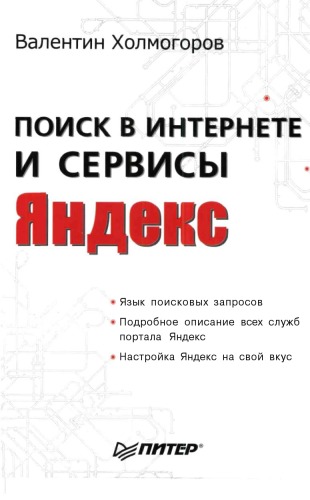 Валентин Холмогоров
ПОИСК В ИНТЕРНЕТЕ
И СЕРВИСЫ
Яндекс
Язык поисковых запросов
Подробное описание всех служб
портала Яндекс
Настройка Яндекс на свой вкус
ПИТЕР®